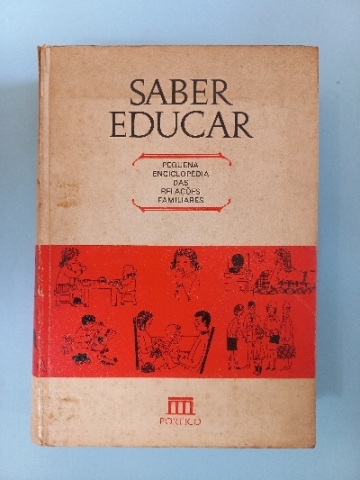 SABER
EDUCAR
PEQUENA
ENCICLOPÉDIA
DAS
RELAÇÕES
FAMILIARES
PÓRTICO